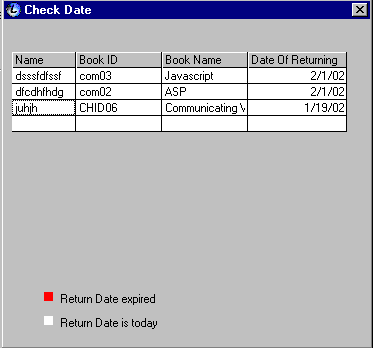 Check Date
Name Book ID Book Name Date Of Returning
dsssfdfssf com03 Javascript 2/1/02
dfcdhfhdg com02 ASP 2/1/02
juhjh CHID06 Communicating 1/19/02
Return Date expired
Return Date is today